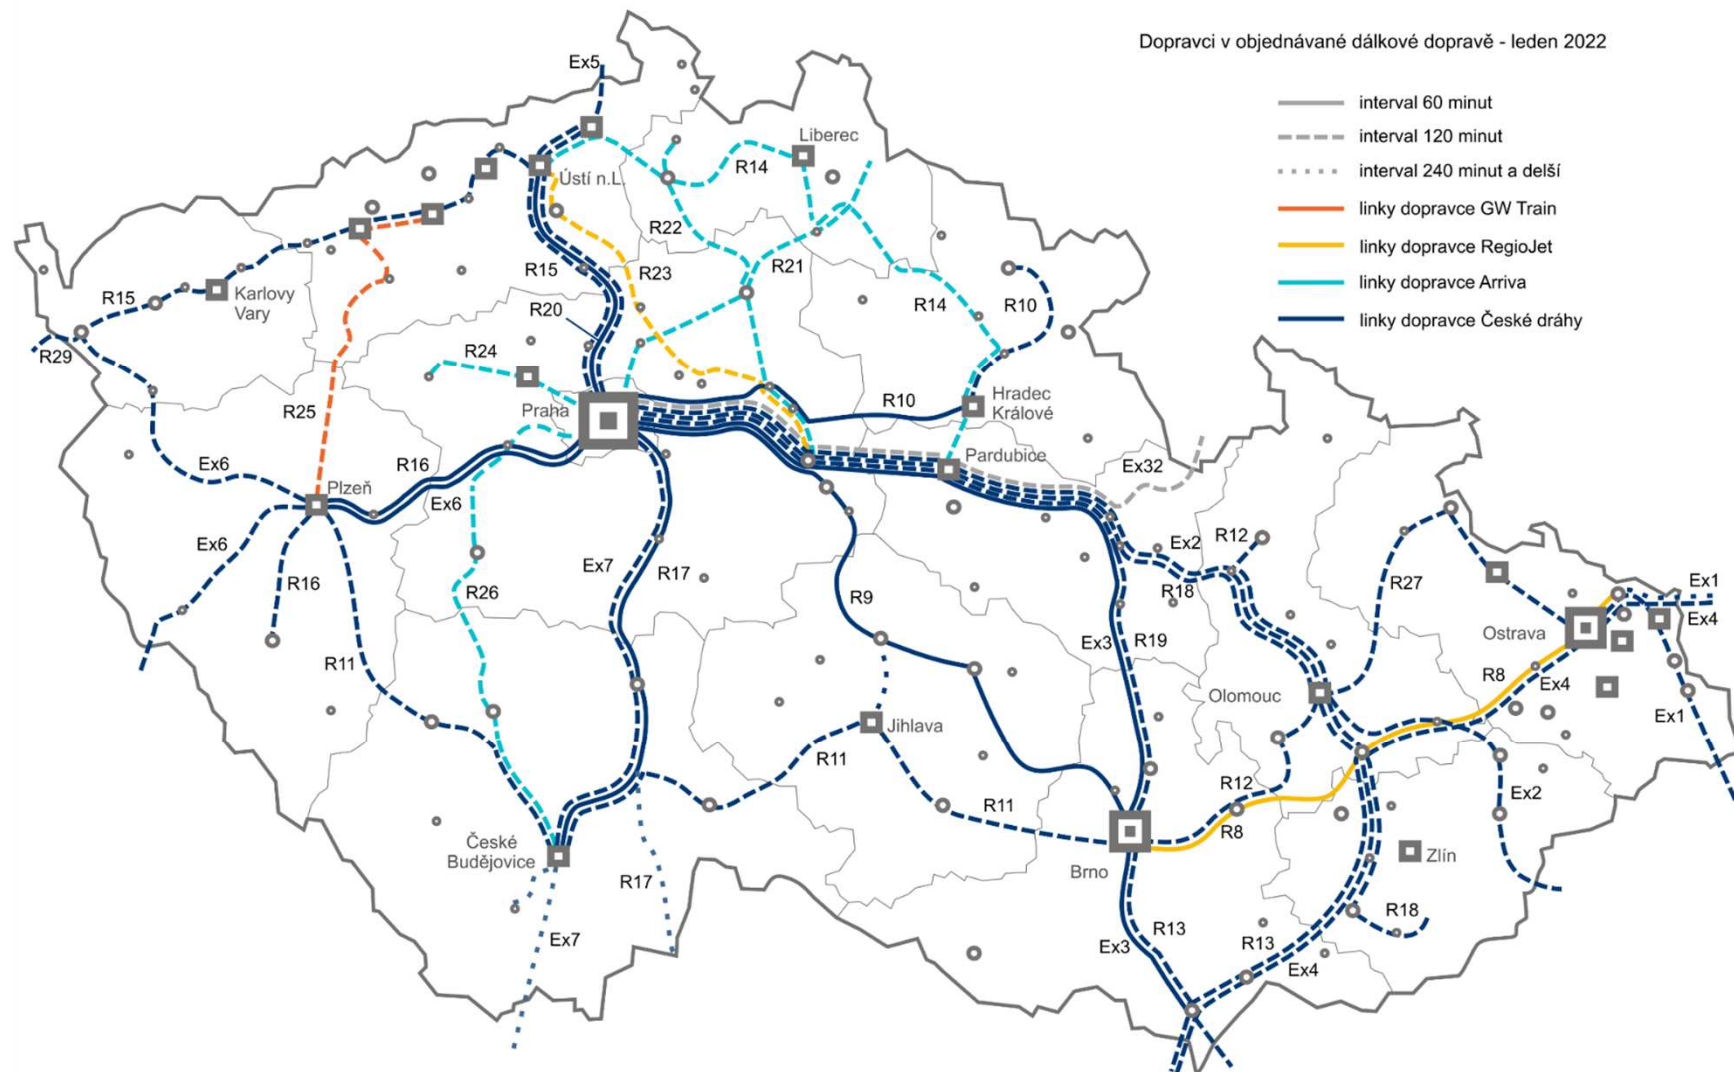 Dopravci v objednávané dálkové dopravě - leden 2022
interval 60 minut
interval 120 minut
interval 240 minut a delší
linky dopravce GW Train
linky dopravce RegioJet
linky dopravce Arriva
linky dopravce České dráhy
Ex5
Liberec
R14
Ústí n.L.
R22
R15
R23
R21
R15
Karlovy
Vary
R14
R10
R20
R29
R24
R25
Praha
R10
Hradec
Králové
Ex6
R16
Pardubice
Ex32
Plzeň
Ex6
Ex6
R16
Ex7
R17
Ex2
R12
R18
R27
Ex1
Ex4
R26
R9
Ostrava
Ex3
R19
R11
R8
Ex4
Olomouc
Ex1
Jihlava
R11
R11
R12
R8
Ex2
České
Budějovice
Zlín
Brno
R17
R18
Ex7
Ex3
R13
R13
Ex4